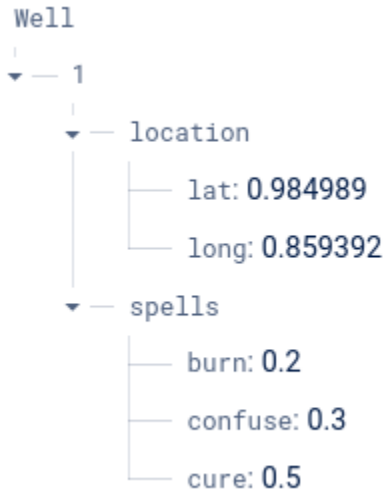 Well
1
location
lat: 0.984989
long: 0.859392
spells
burn: 0.2
confuse: 0.3
cure: 0.5